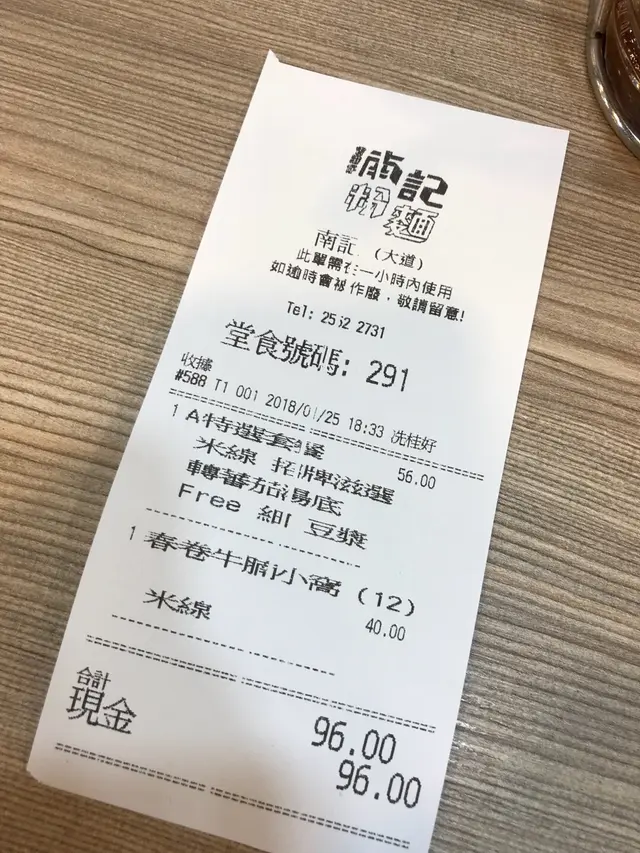 南記
粉麵
南記 (大道)
此單需在一小時內使用
如逾時會被作廢,敬請留意!
Tel: 2522 2731
堂食號碼: 291
收據
#588 T1 001 2018/01/25 18:33 冼桂好
1 A特選套餐 56.00
米線 招牌滋選
轉蕃茄湯底
Free 細 豆漿
1 春卷牛𦟌小窩 (12)
米線 40.00
合計 96.00
現金 96.00